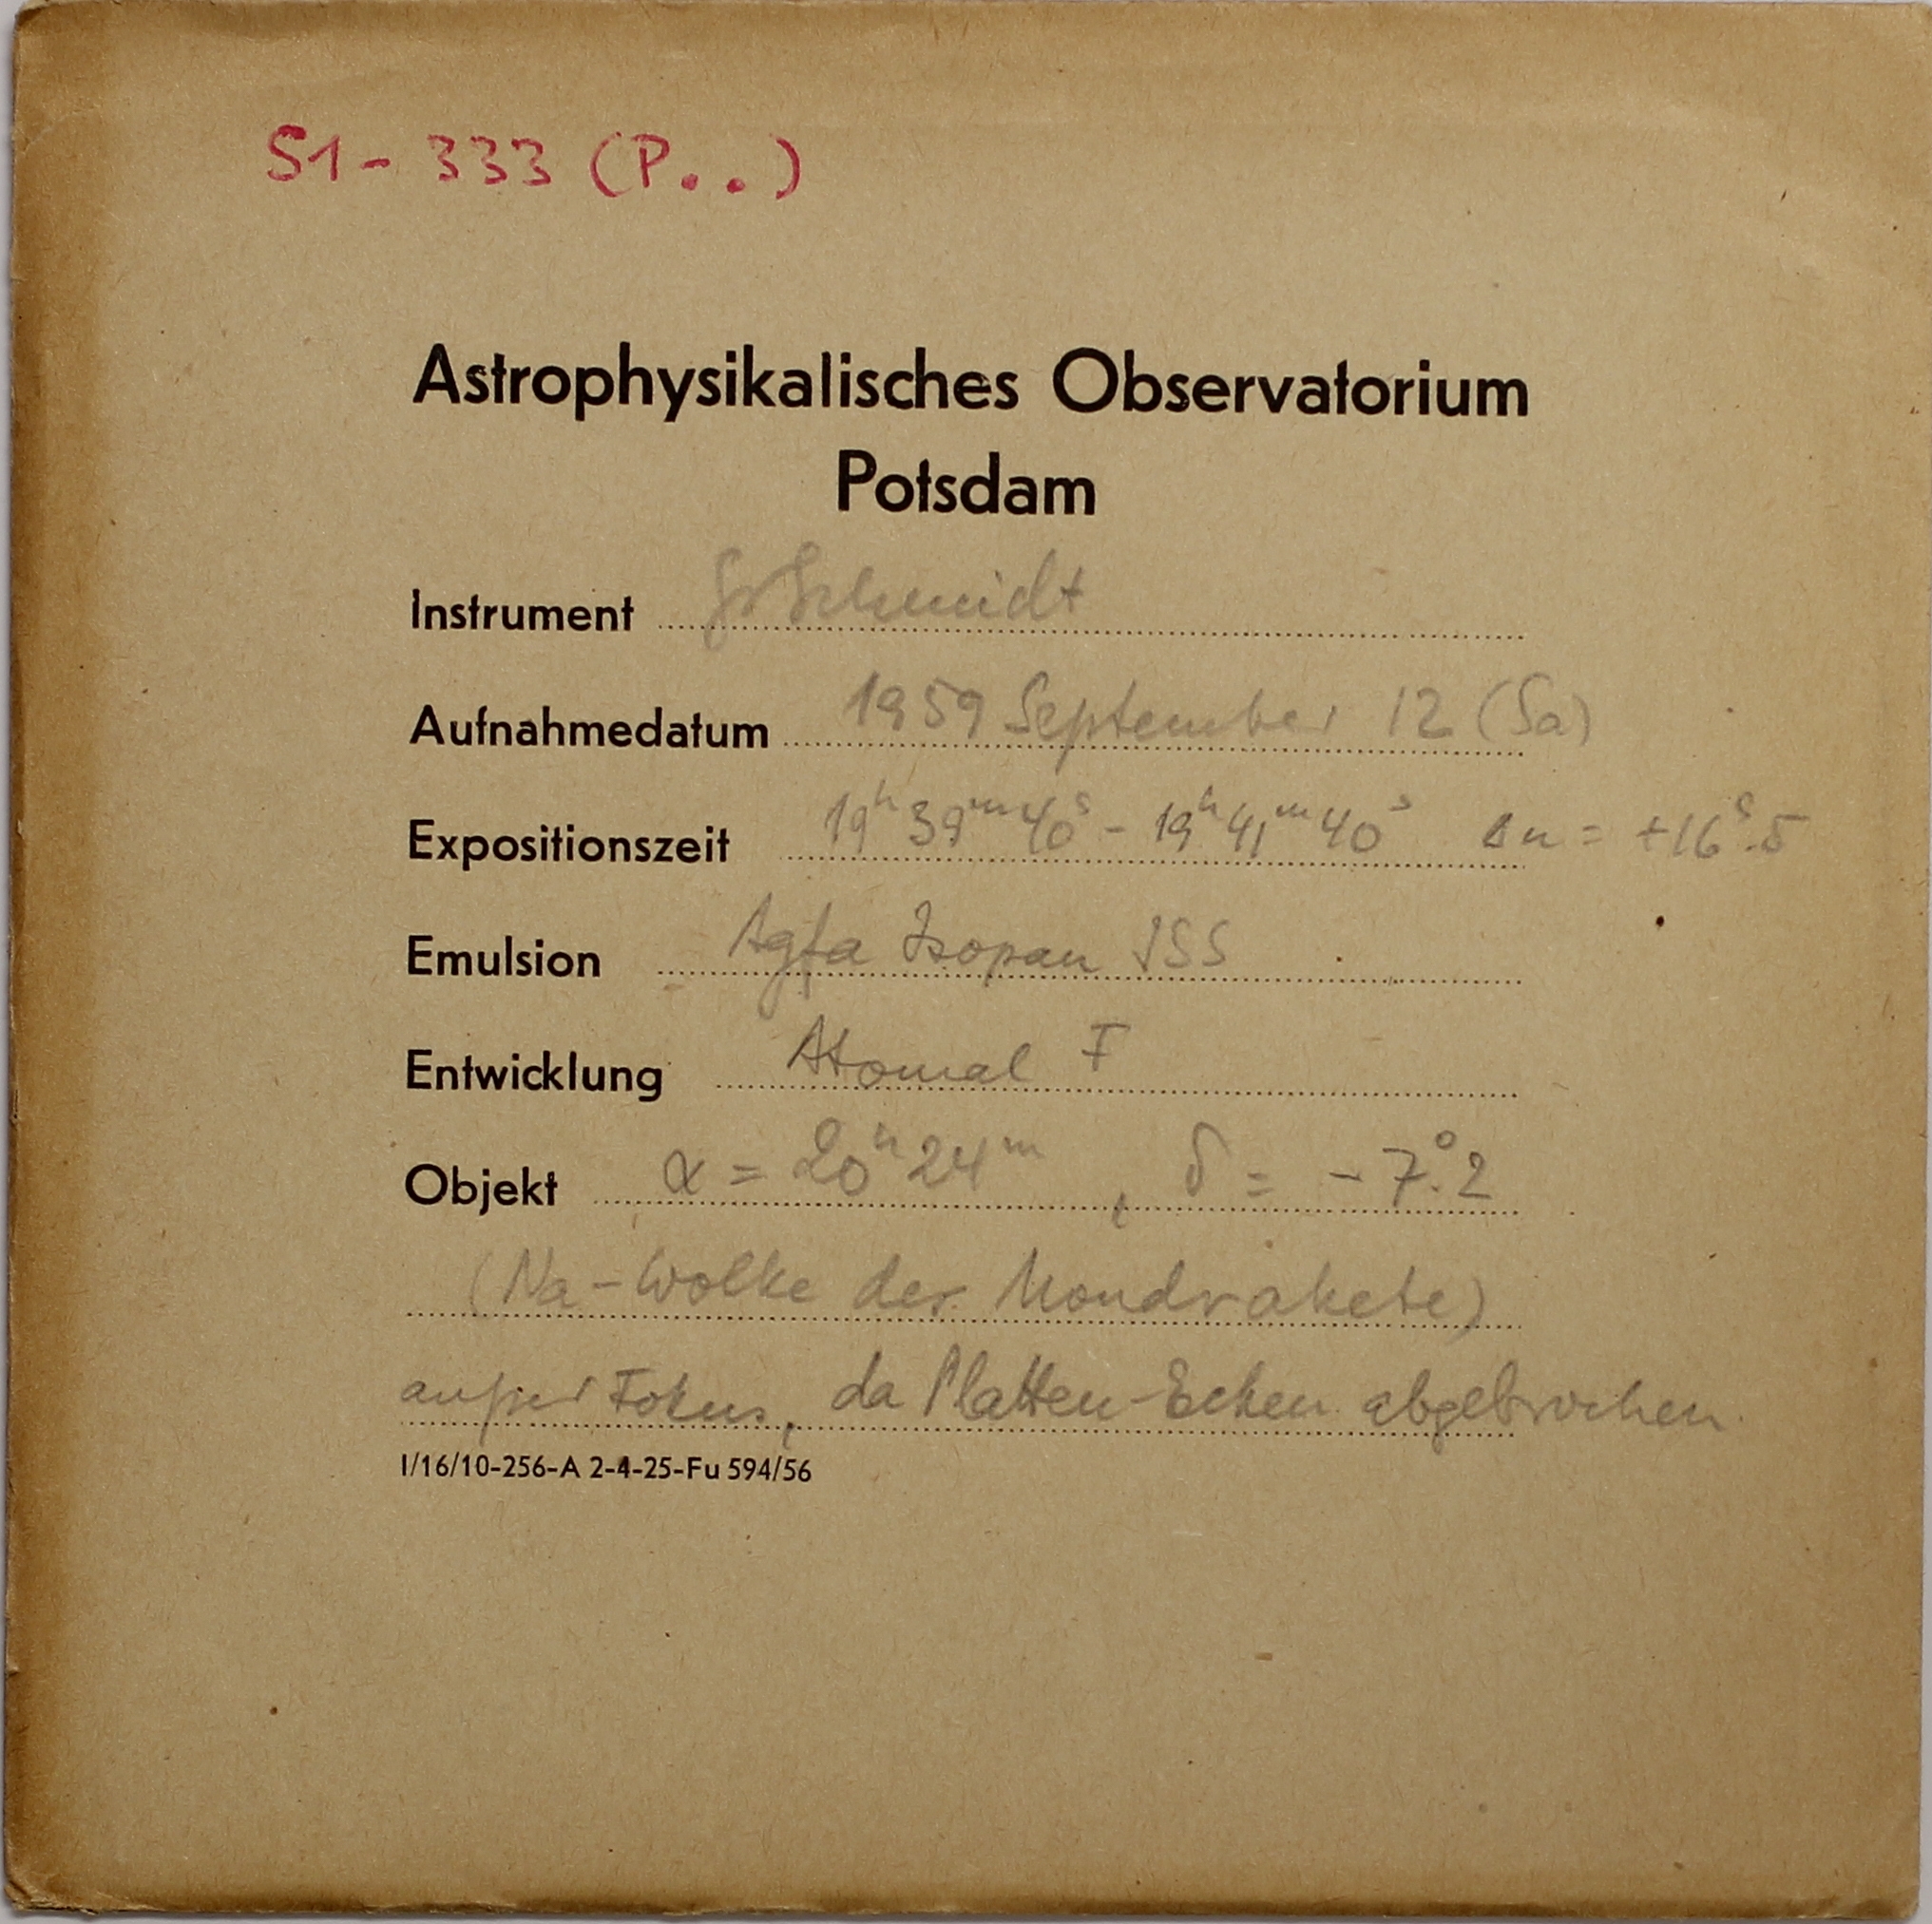 S1 - 333 (P..)
Astrophysikalisches Observatorium
Potsdam
Instrument Schmidt
Aufnahmedatum 1959 September 12 (Sa)
Expositionszeit 19h 39m 40s - 19h 41m 40s Δu = +16s.5
Emulsion Agfa Isopan ISS
Entwicklung Atomal F
Objekt α = 20h 24m, δ = -7°.2
(Na-Wolke der Mondrakete)
außer Fokus, da Platten-Ecken abgebrochen
I/16/10-256-A 2-4-25-Fu 594/56